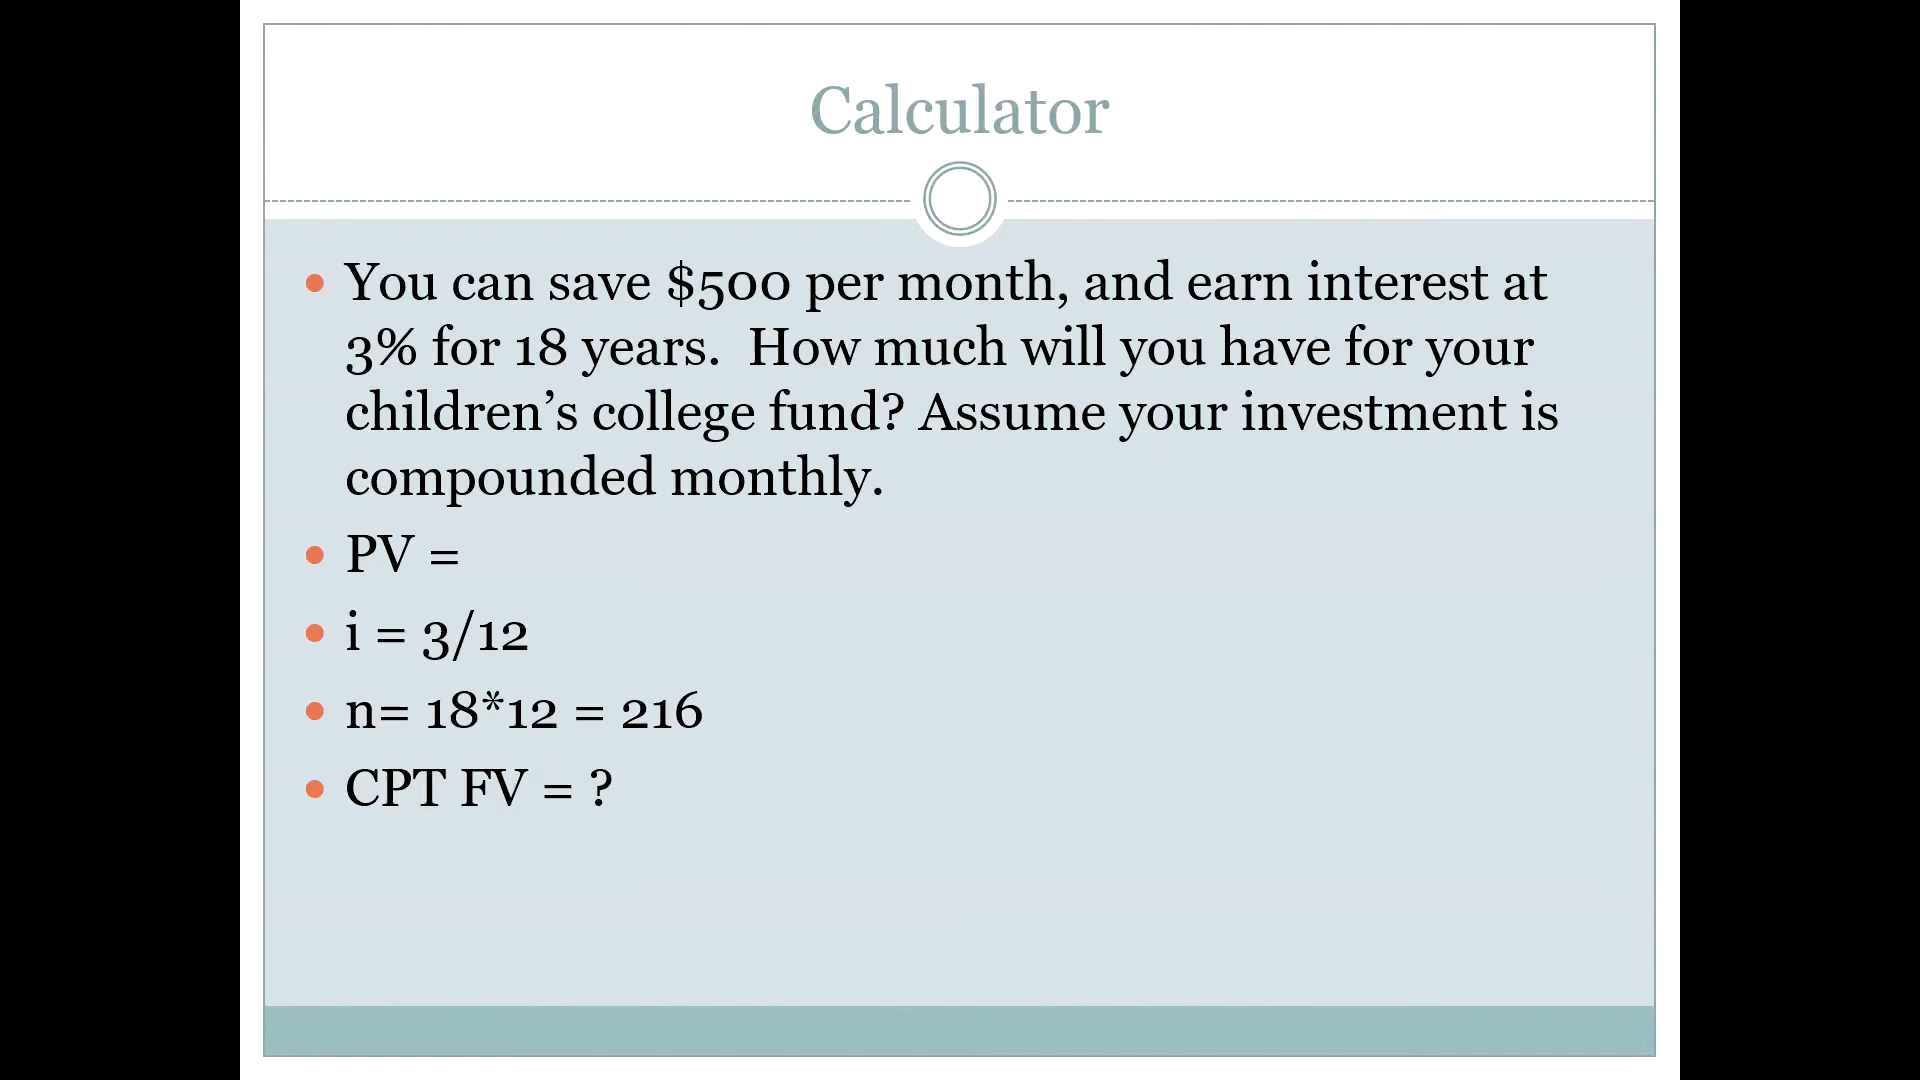 Calculator
You can save $500 per month, and earn interest at
3% for 18 years.  How much will you have for your
children’s college fund? Assume your investment is
compounded monthly.
PV =
i = 3/12
n= 18*12 = 216
CPT FV = ?